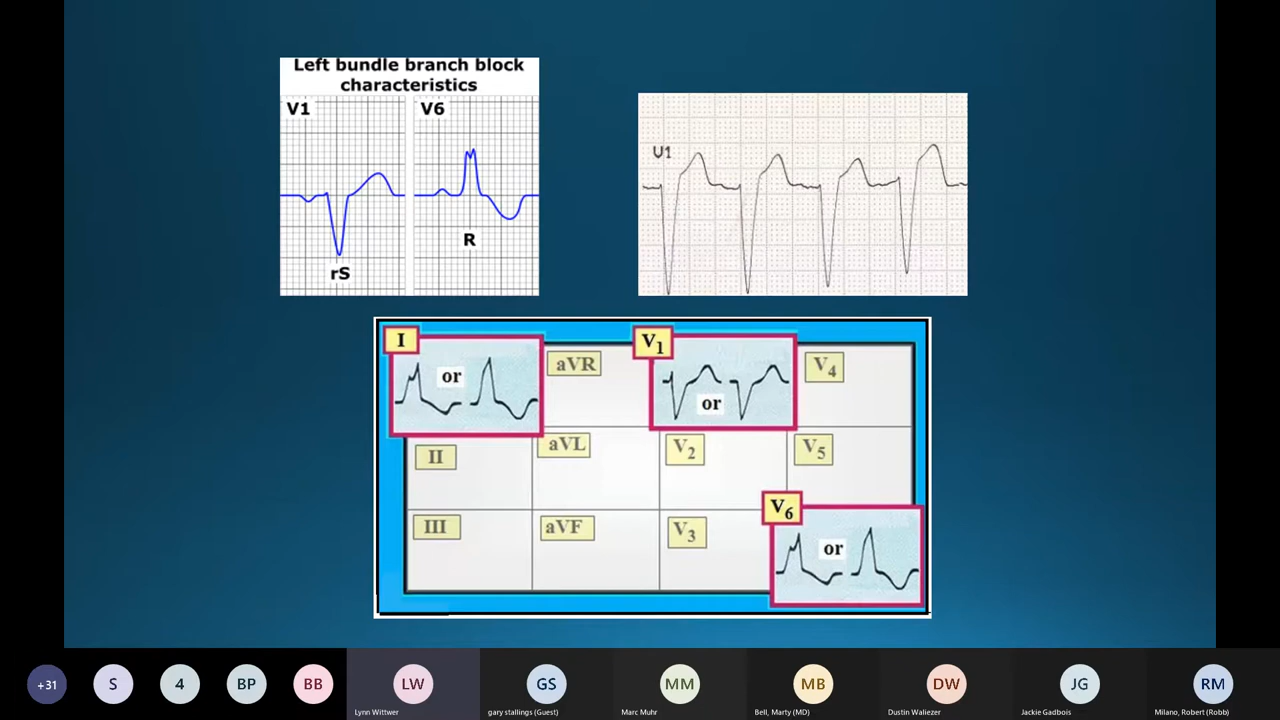 Left bundle branch block
characteristics
V1
V6
R
rS
V1
I
or
aVR
V1
or
V4
II
aVL
V2
V5
III
aVF
V3
V6
or
+31
S
4
BP
BB
LW
GS
MM
MB
DW
JG
RM
Lynn Wittwer
gary stallings (Guest)
Marc Muhr
Bell, Marty (MD)
Dustin Waliezer
Jackie Gadbois
Milano, Robert (Robb)